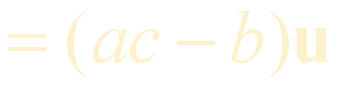 = (ac − b)u